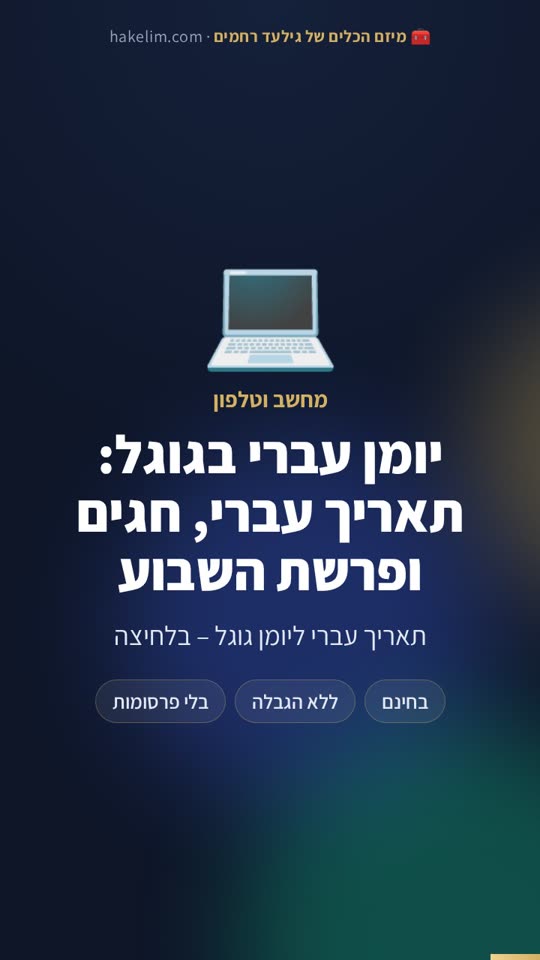 🧰 מיזם הכלים של גילעד רחמים · hakelim.com
מחשב וטלפון
יומן עברי בגוגל:
תאריך עברי, חגים
ופרשת השבוע
תאריך עברי ליומן גוגל – בלחיצה
בחינם
ללא הגבלה
בלי פרסומות